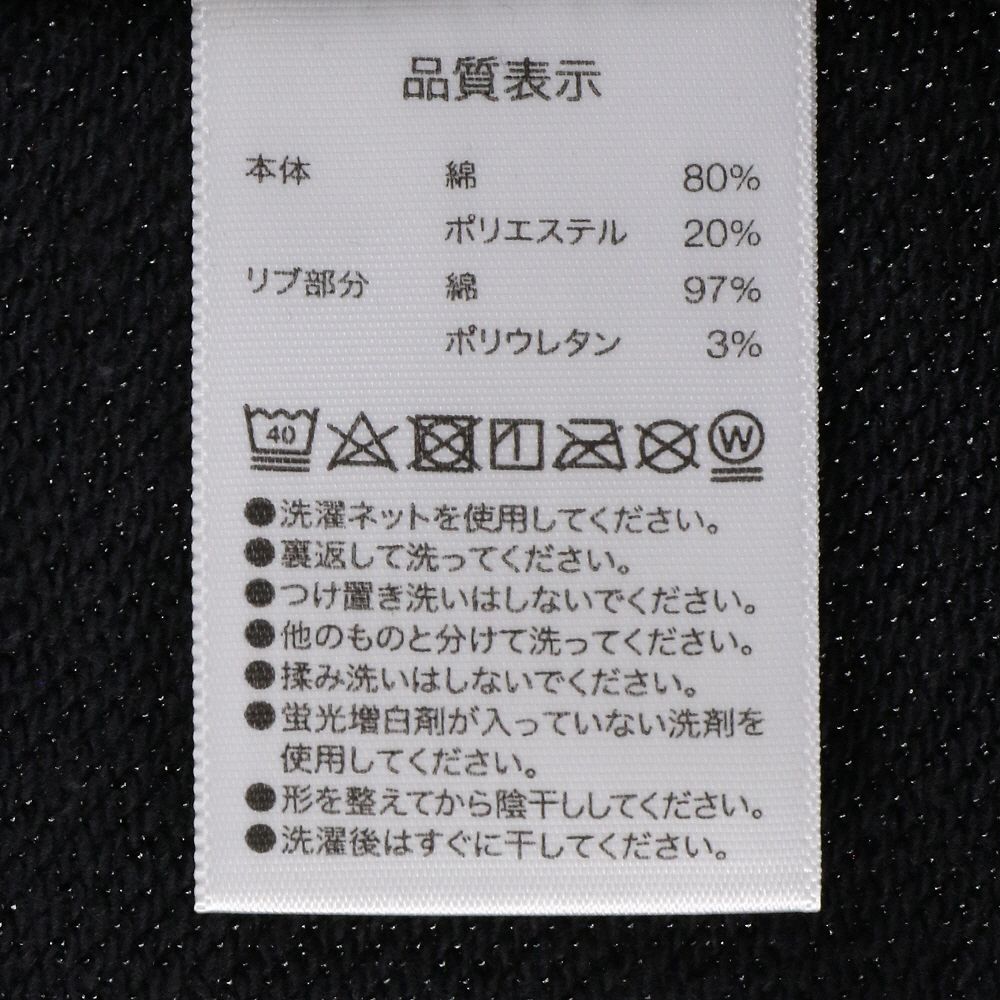 品質表示
本体 綿 80%
ポリエステル 20%
リブ部分 綿 97%
ポリウレタン 3%
40 W
●洗濯ネットを使用してください。
●裏返して洗ってください。
●つけ置き洗いはしないでください。
●他のものと分けて洗ってください。
●揉み洗いはしないでください。
●蛍光増白剤が入っていない洗剤を
使用してください。
●形を整えてから陰干ししてください。
●洗濯後はすぐに干してください。